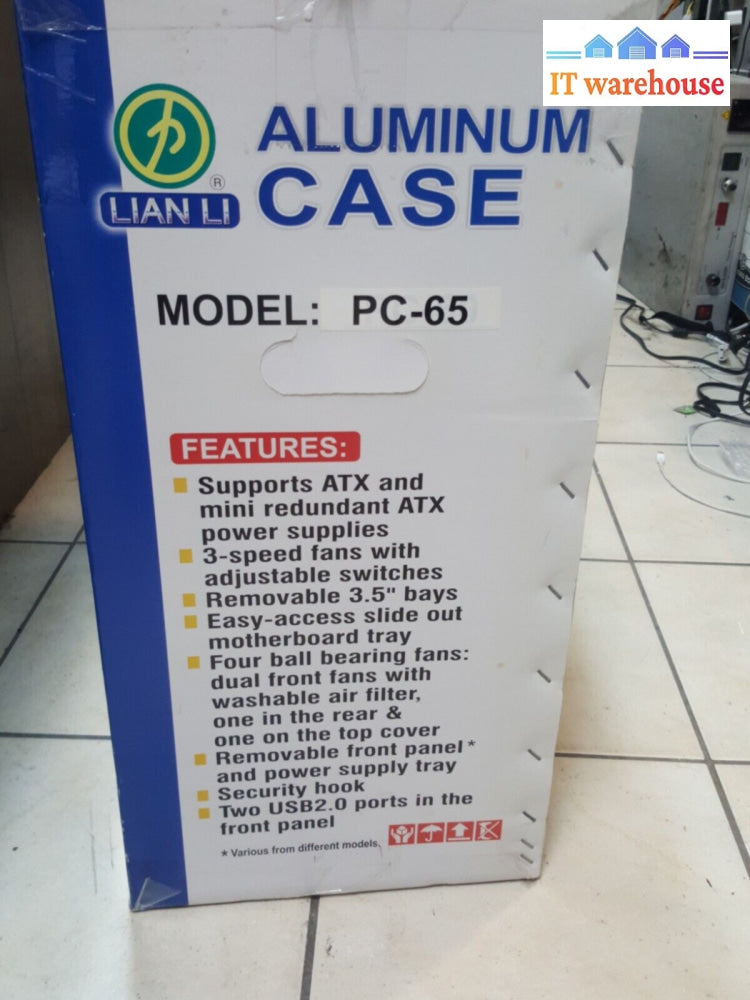 IT warehouse
ALUMINUM
CASE
®
LIAN LI
MODEL: PC-65
FEATURES:
Supports ATX and
mini redundant ATX
power supplies
3-speed fans with
adjustable switches
Removable 3.5" bays
Easy-access slide out
motherboard tray
Four ball bearing fans:
dual front fans with
washable air filter,
one in the rear &
one on the top cover
Removable front panel*
and power supply tray
Security hook
Two USB2.0 ports in the
front panel
* Various from different models.